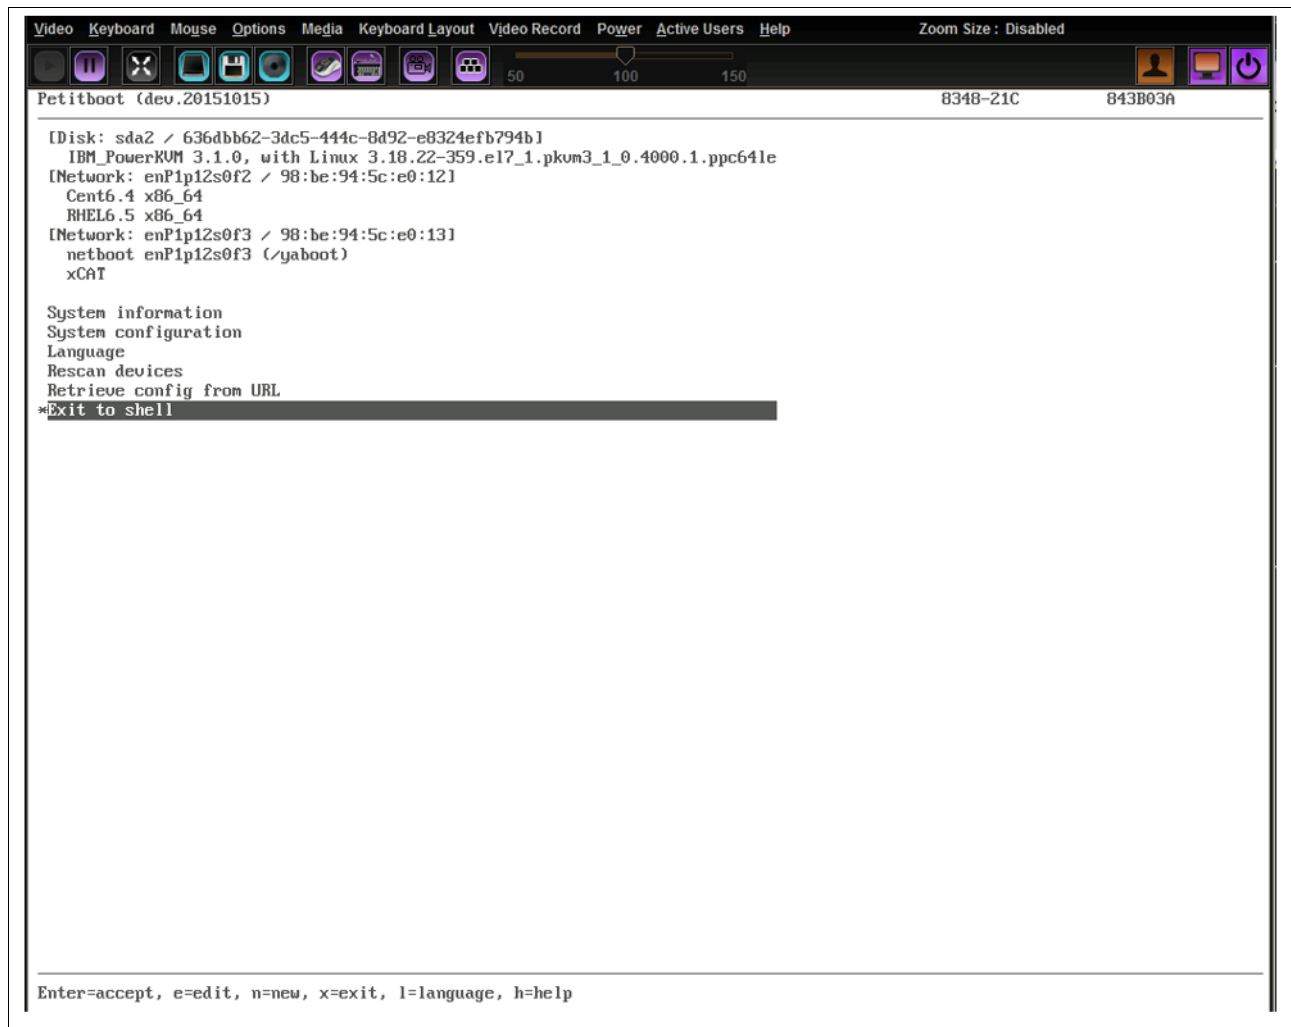 Video Keyboard Mouse Options Media Keyboard Layout Video Record Power Active Users Help Zoom Size : Disabled
50 100 150
Petitboot (dev.20151015) 8348-21C 843B03A
[Disk: sda2 / 636dbb62-3dc5-444c-8d92-e8324efb794b]
IBM_PowerKVM 3.1.0, with Linux 3.18.22-359.el7_1.pkvm3_1_0.4000.1.ppc64le
[Network: enP1p12s0f2 / 98:be:94:5c:e0:12]
Cent6.4 x86_64
RHEL6.5 x86_64
[Network: enP1p12s0f3 / 98:be:94:5c:e0:13]
netboot enP1p12s0f3 (/yaboot)
xCAT
System information
System configuration
Language
Rescan devices
Retrieve config from URL
*Exit to shell
Enter=accept, e=edit, n=new, x=exit, l=language, h=help